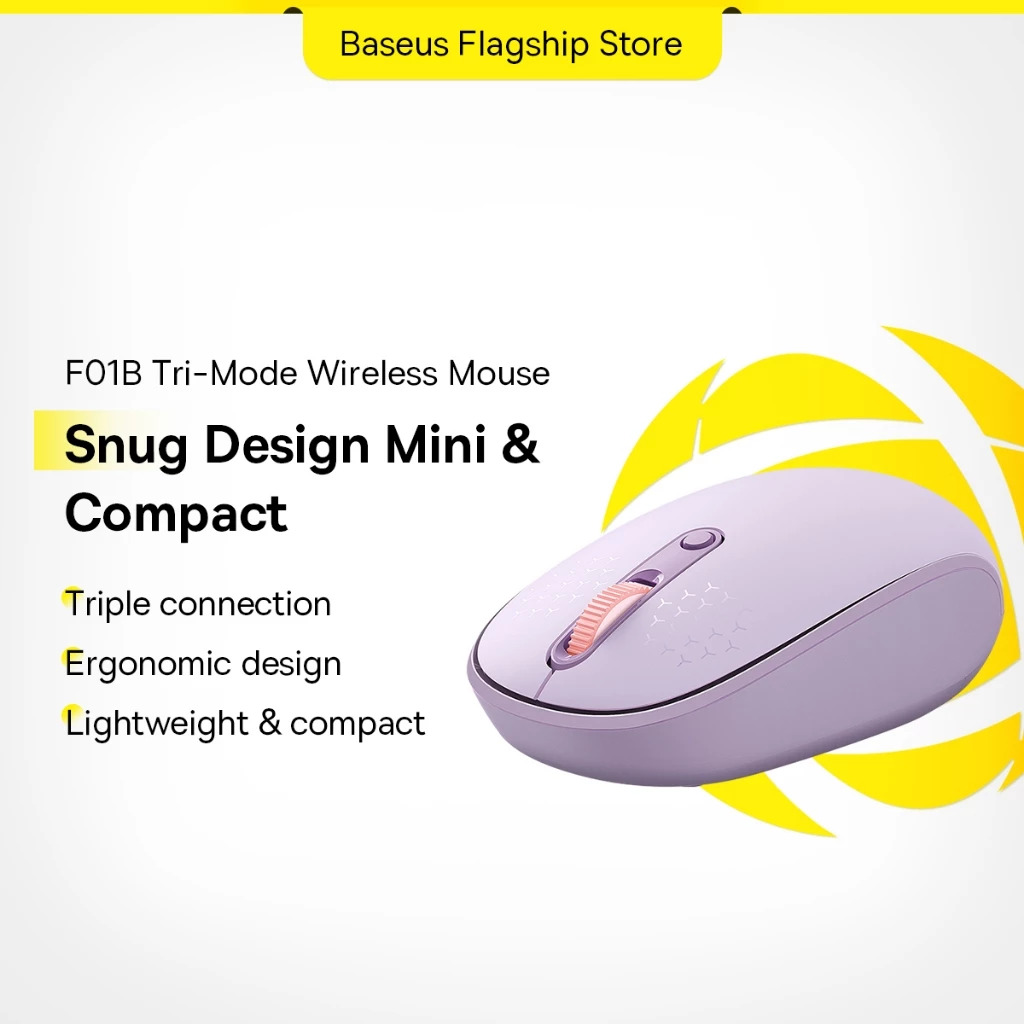 Baseus Flagship Store
F01B Tri-Mode Wireless Mouse
Snug Design Mini &
Compact
Triple connection
Ergonomic design
Lightweight & compact